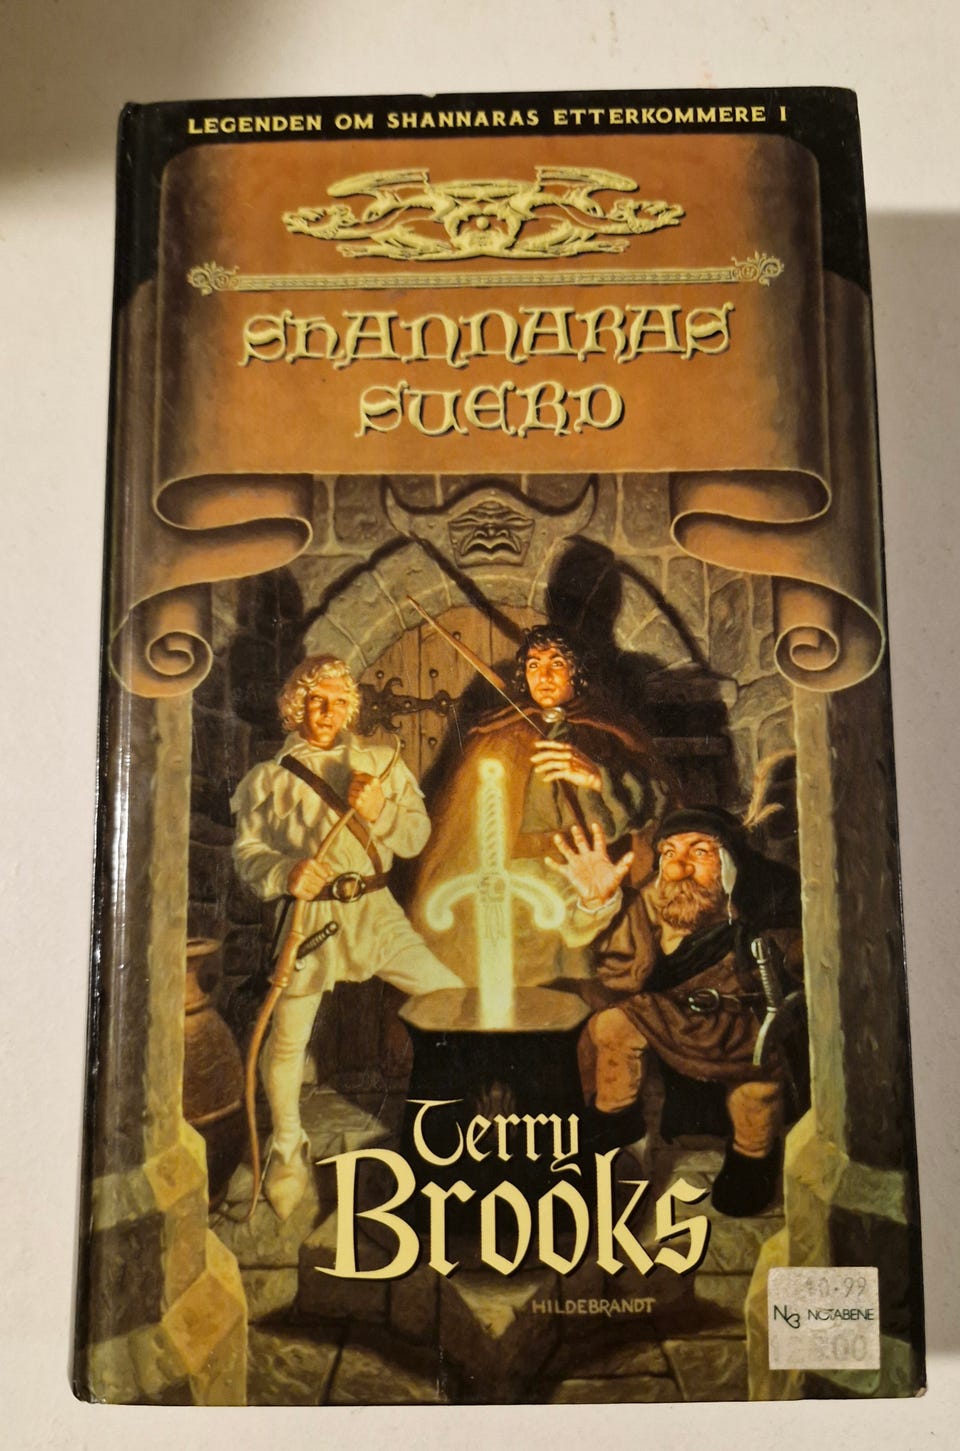 LEGENDEN OM SHANNARAS ETTERKOMMERE I
SHANNARAS
SVERD
Terry
Brooks
HILDEBRANDT
NOTABENE